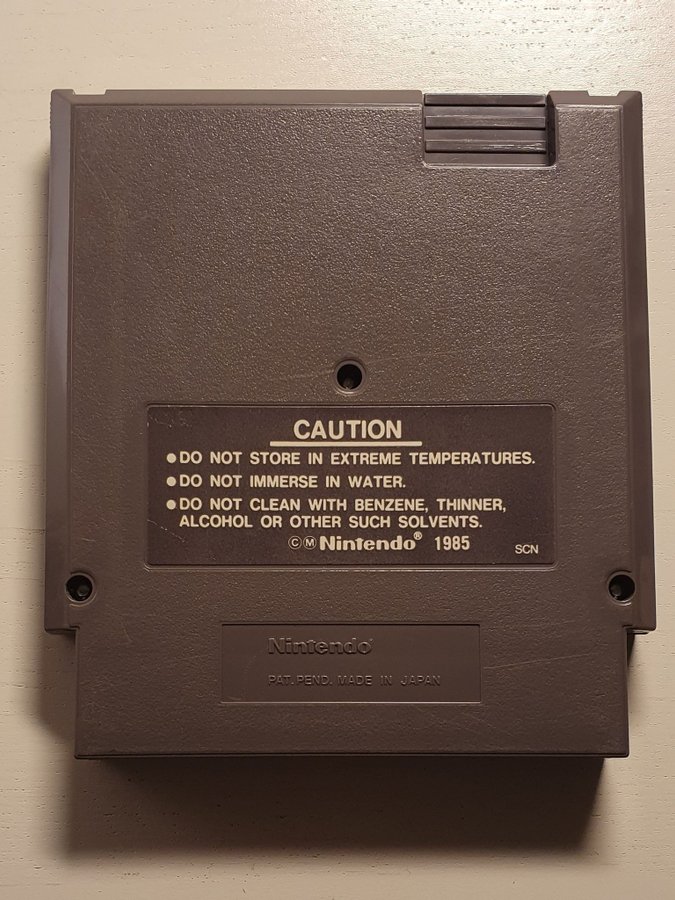 CAUTION
●DO NOT STORE IN EXTREME TEMPERATURES.
●DO NOT IMMERSE IN WATER.
●DO NOT CLEAN WITH BENZENE, THINNER,
ALCOHOL OR OTHER SUCH SOLVENTS.
©Ⓜ Nintendo® 1985 SCN
Nintendo®
PAT. PEND. MADE IN JAPAN